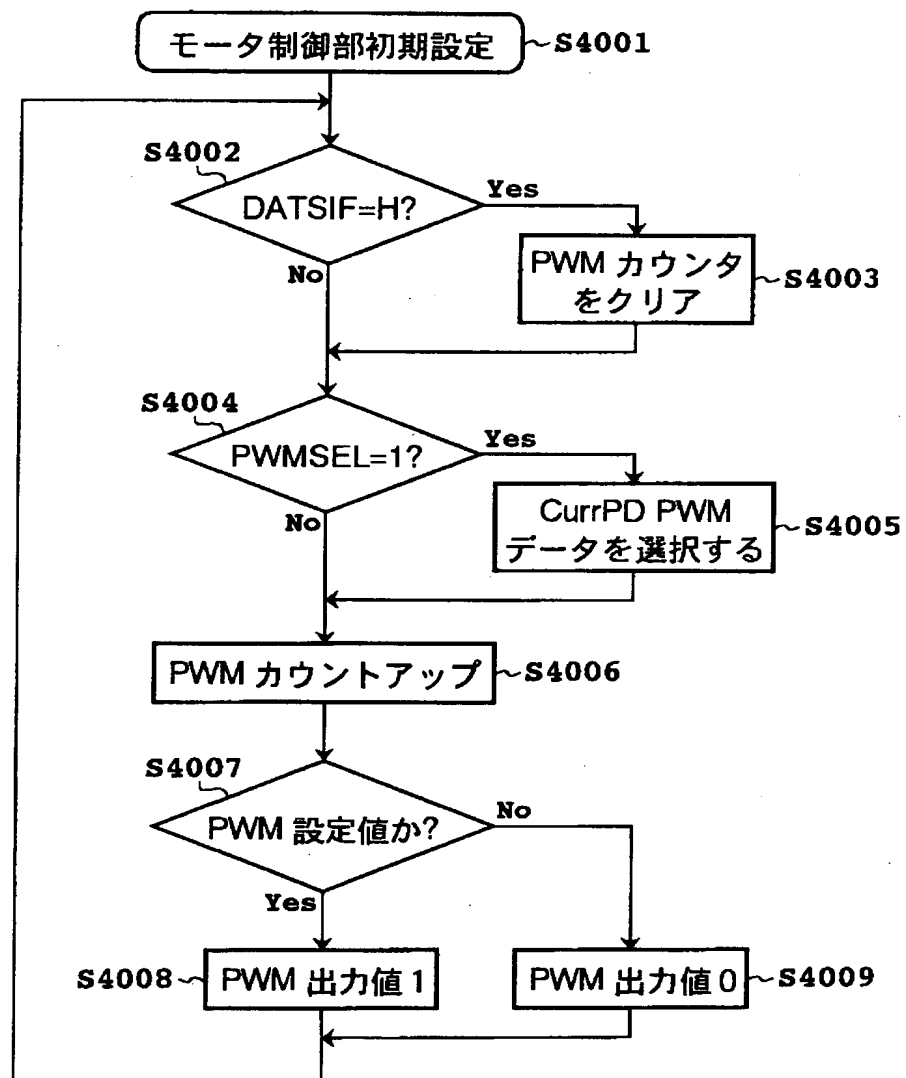 モータ制御部初期設定
S4001
S4002
DATSIF=H?
Yes
No
PWM カウンタ
をクリア
S4003
S4004
PWMSEL=1?
Yes
No
CurrPD PWM
データを選択する
S4005
PWM カウントアップ
S4006
S4007
PWM 設定値か?
No
Yes
S4008
PWM 出力値 1
PWM 出力値 0
S4009